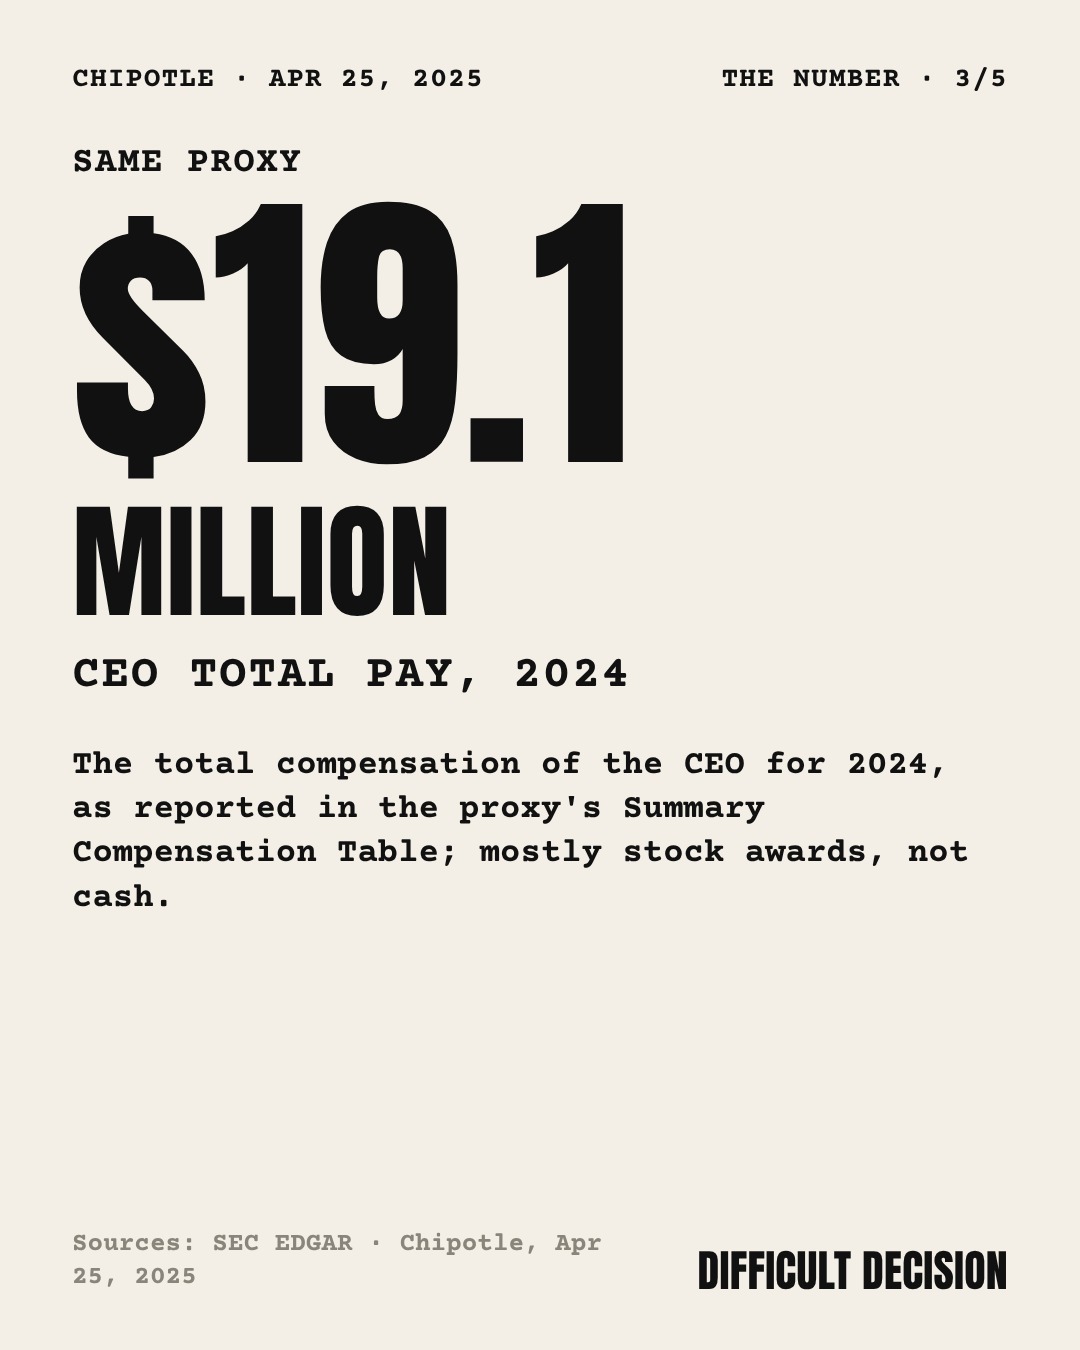 CHIPOTLE · APR 25, 2025
THE NUMBER · 3/5
SAME PROXY
$19.1
MILLION
CEO TOTAL PAY, 2024
The total compensation of the CEO for 2024,
as reported in the proxy's Summary
Compensation Table; mostly stock awards, not
cash.
Sources: SEC EDGAR · Chipotle, Apr
25, 2025
DIFFICULT DECISION